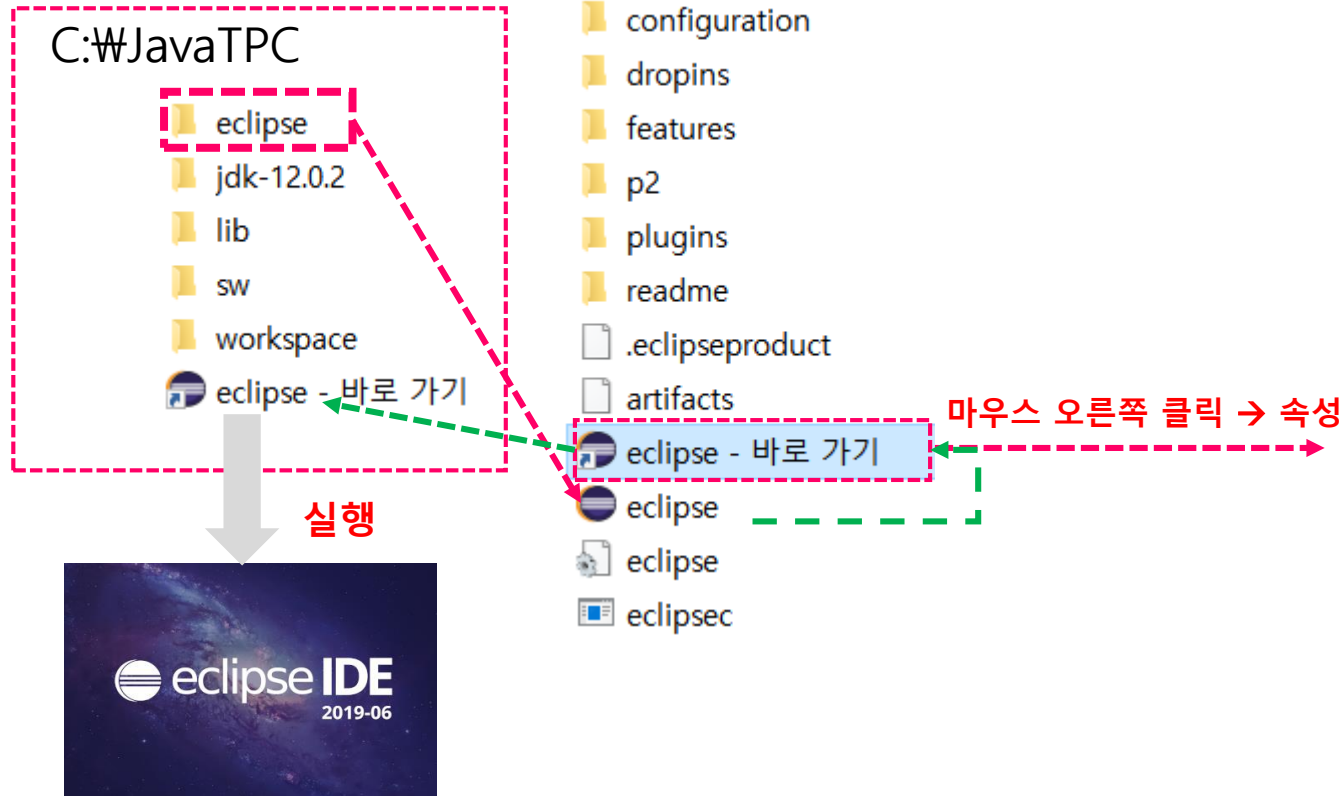 C:₩JavaTPC
eclipse
jdk-12.0.2
lib
sw
workspace
eclipse - 바로 가기
실행
eclipse IDE
2019-06
configuration
dropins
features
p2
plugins
readme
.eclipseproduct
artifacts
eclipse - 바로 가기
eclipse
eclipse
eclipsec
마우스 오른쪽 클릭 → 속성